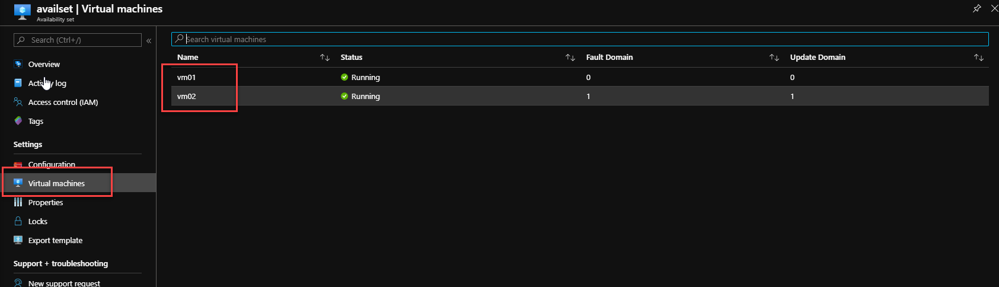 availset | Virtual machines
Availability set
Search (Ctrl+/)
«
Overview
Activity log
Access control (IAM)
Tags
Settings
Configuration
Virtual machines
Properties
Locks
Export template
Support + troubleshooting
New support request
Search virtual machines
Name Status Fault Domain Update Domain
vm01 Running 0 0
vm02 Running 1 1